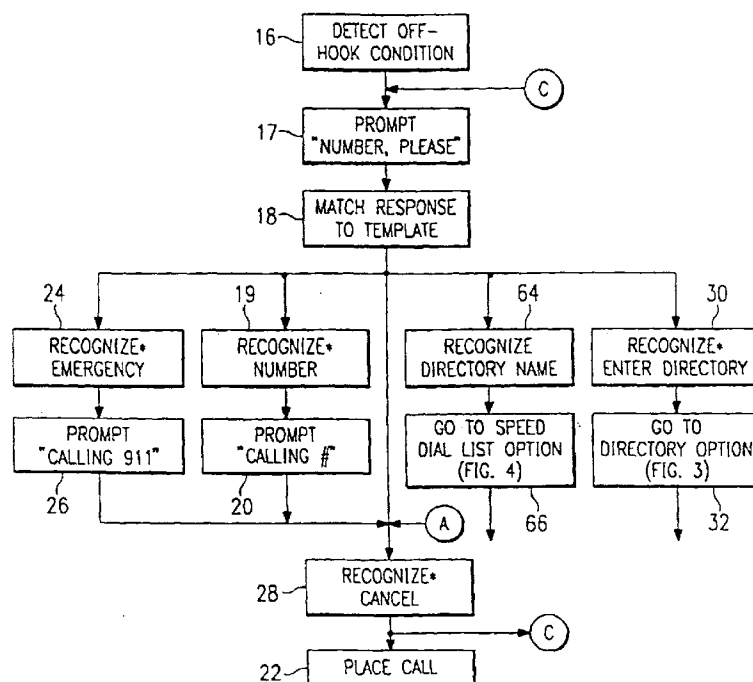 16
DETECT OFF-
HOOK CONDITION
C
17
PROMPT
"NUMBER, PLEASE"
18
MATCH RESPONSE
TO TEMPLATE
24
19
64
30
RECOGNIZE*
EMERGENCY
RECOGNIZE*
NUMBER
RECOGNIZE
DIRECTORY NAME
RECOGNIZE*
ENTER DIRECTORY
PROMPT
"CALLING 911"
PROMPT
"CALLING #"
GO TO SPEED
DIAL LIST OPTION
(FIG. 4)
GO TO
DIRECTORY OPTION
(FIG. 3)
26
20
A
66
32
28
RECOGNIZE*
CANCEL
C
22
PLACE CALL